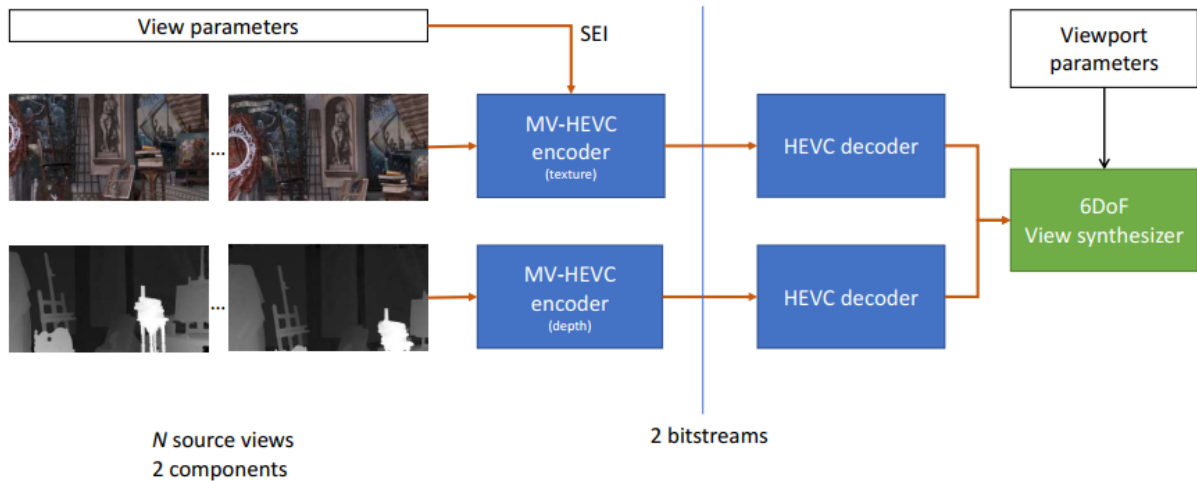 View parameters
SEI
Viewport
parameters
...
MV-HEVC
encoder
(texture)
HEVC decoder
6DoF
View synthesizer
...
MV-HEVC
encoder
(depth)
HEVC decoder
N source views
2 components
2 bitstreams